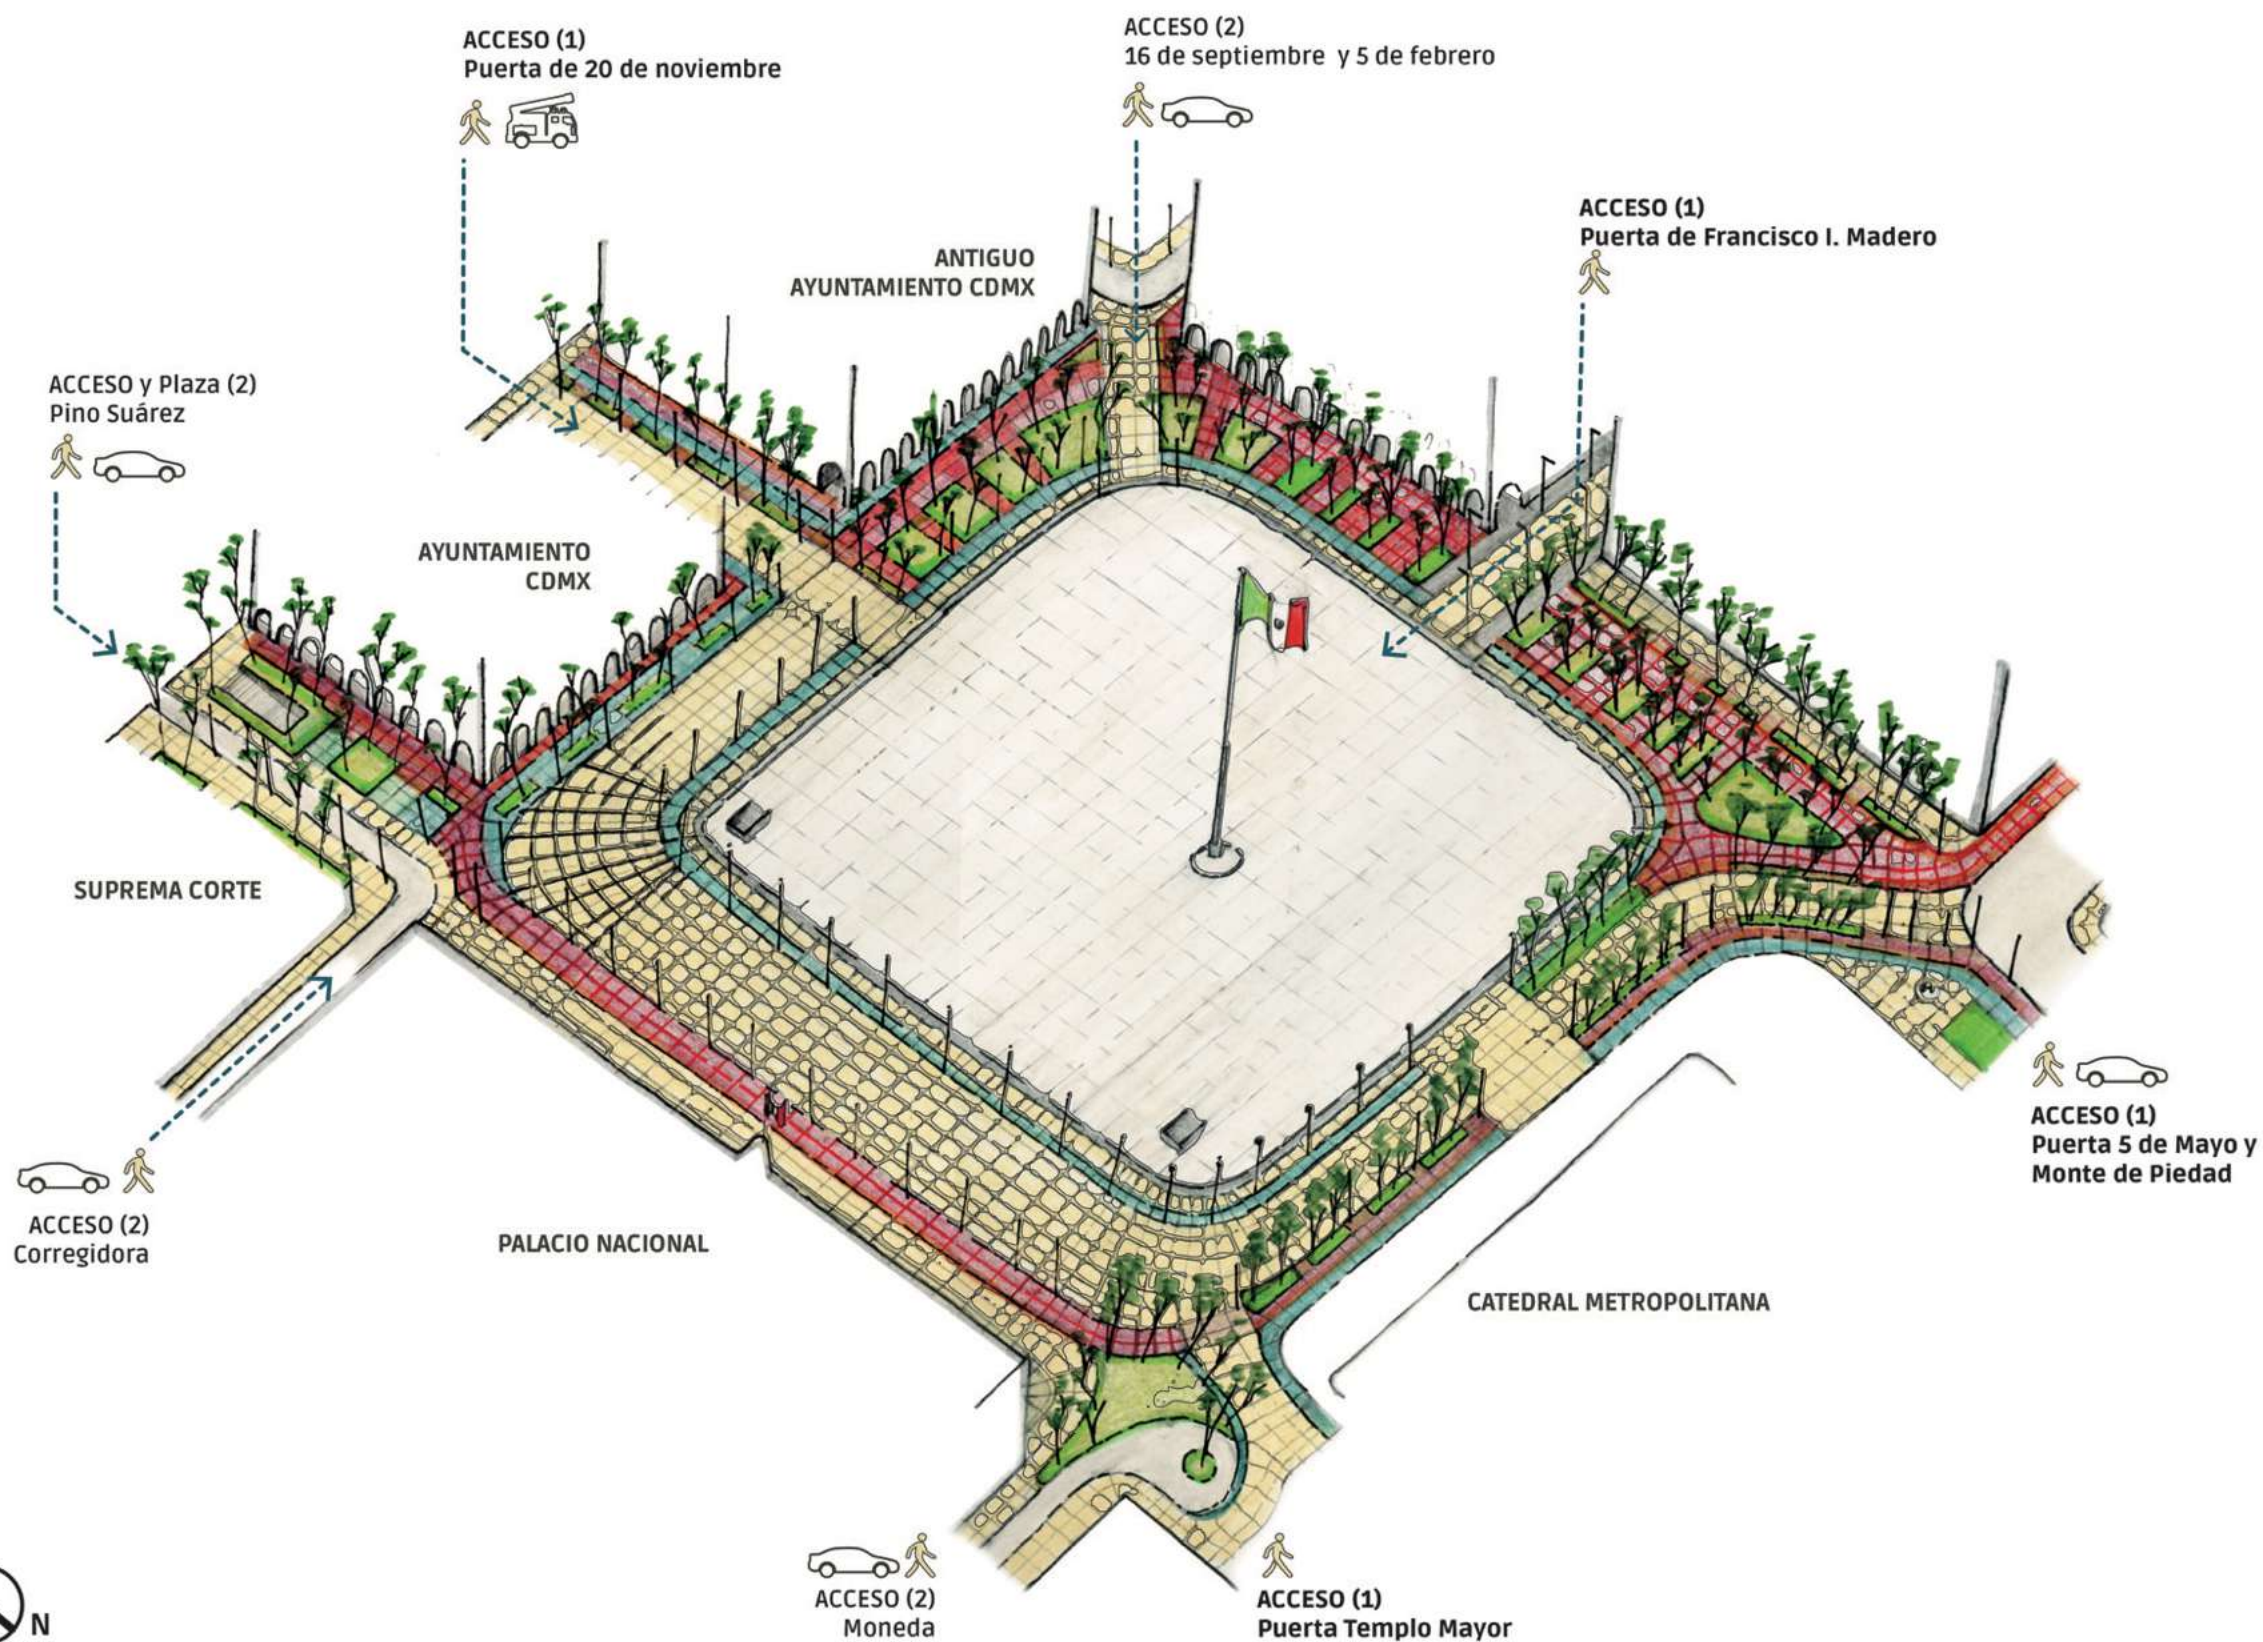 ACCESO (1)
Puerta de 20 de noviembre
ACCESO (2)
16 de septiembre y 5 de febrero
ACCESO (1)
Puerta de Francisco I. Madero
ANTIGUO
AYUNTAMIENTO CDMX
ACCESO y Plaza (2)
Pino Suárez
AYUNTAMIENTO
CDMX
SUPREMA CORTE
ACCESO (1)
Puerta 5 de Mayo y
Monte de Piedad
ACCESO (2)
Corregidora
PALACIO NACIONAL
CATEDRAL METROPOLITANA
ACCESO (2)
Moneda
ACCESO (1)
Puerta Templo Mayor
N